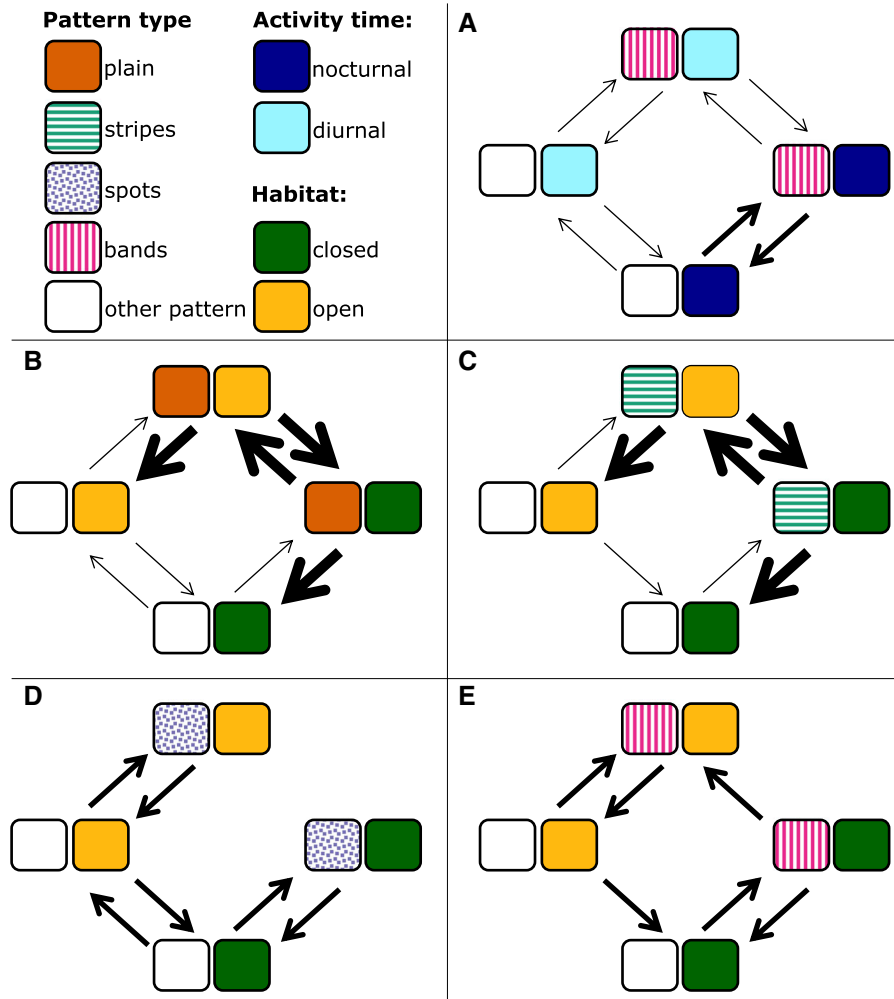 Pattern type
plain
stripes
spots
bands
other pattern
Activity time:
nocturnal
diurnal
Habitat:
closed
open
A
B
C
D
E